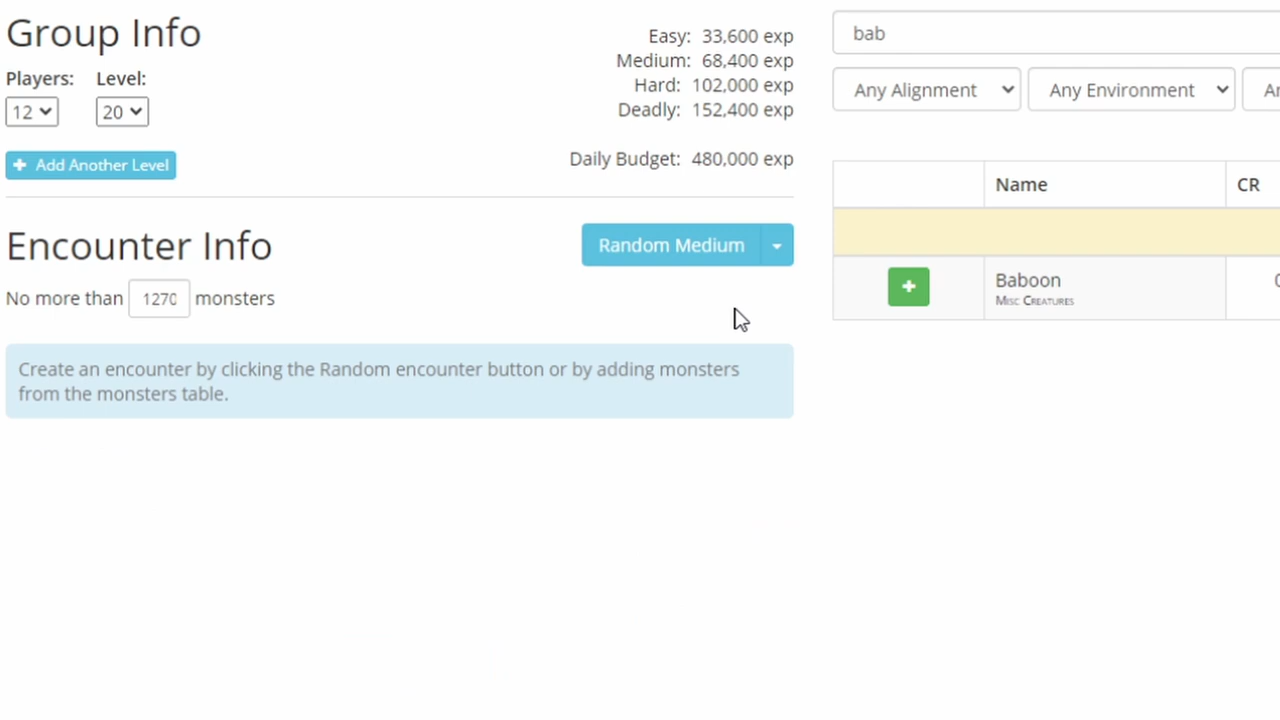 Group Info
Players: Level:
12 20
Add Another Level
Easy: 33,600 exp
Medium: 68,400 exp
Hard: 102,000 exp
Deadly: 152,400 exp
Daily Budget: 480,000 exp
Encounter Info
Random Medium
No more than 1270 monsters
Create an encounter by clicking the Random encounter button or by adding monsters
from the monsters table.
bab
Any Alignment Any Environment
Name CR
Baboon
Misc Creatures